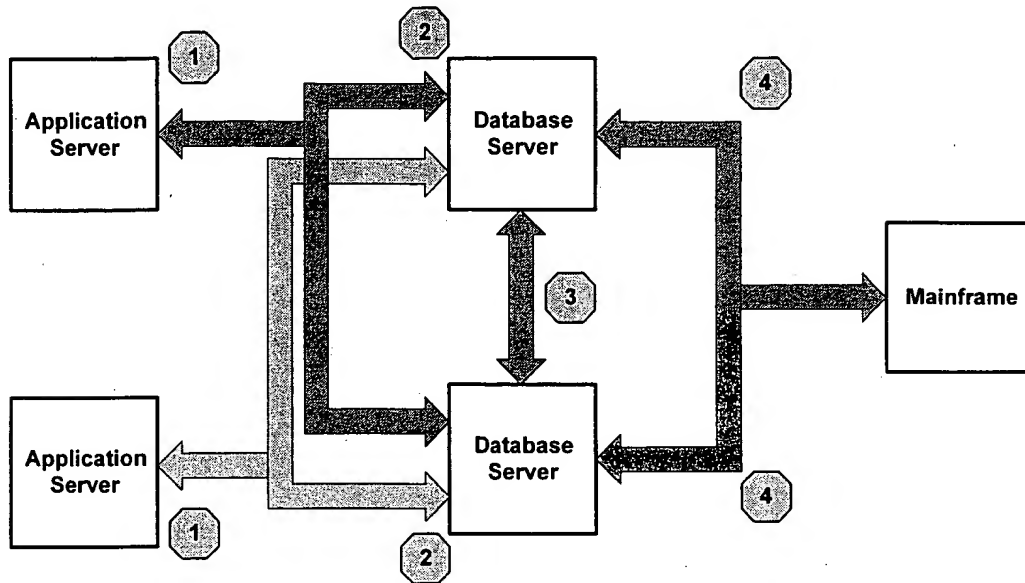 1
2
4
Application
Server
Database
Server
3
Mainframe
Application
Server
Database
Server
1
2
4